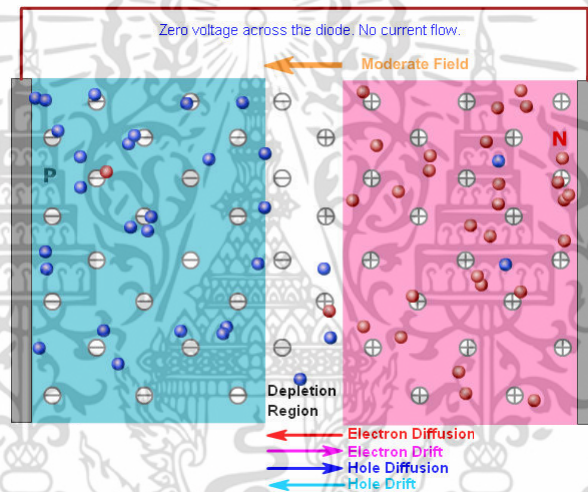 Zero voltage across the diode. No current flow.
Moderate Field
P
N
Depletion
Region
Electron Diffusion
Electron Drift
Hole Diffusion
Hole Drift